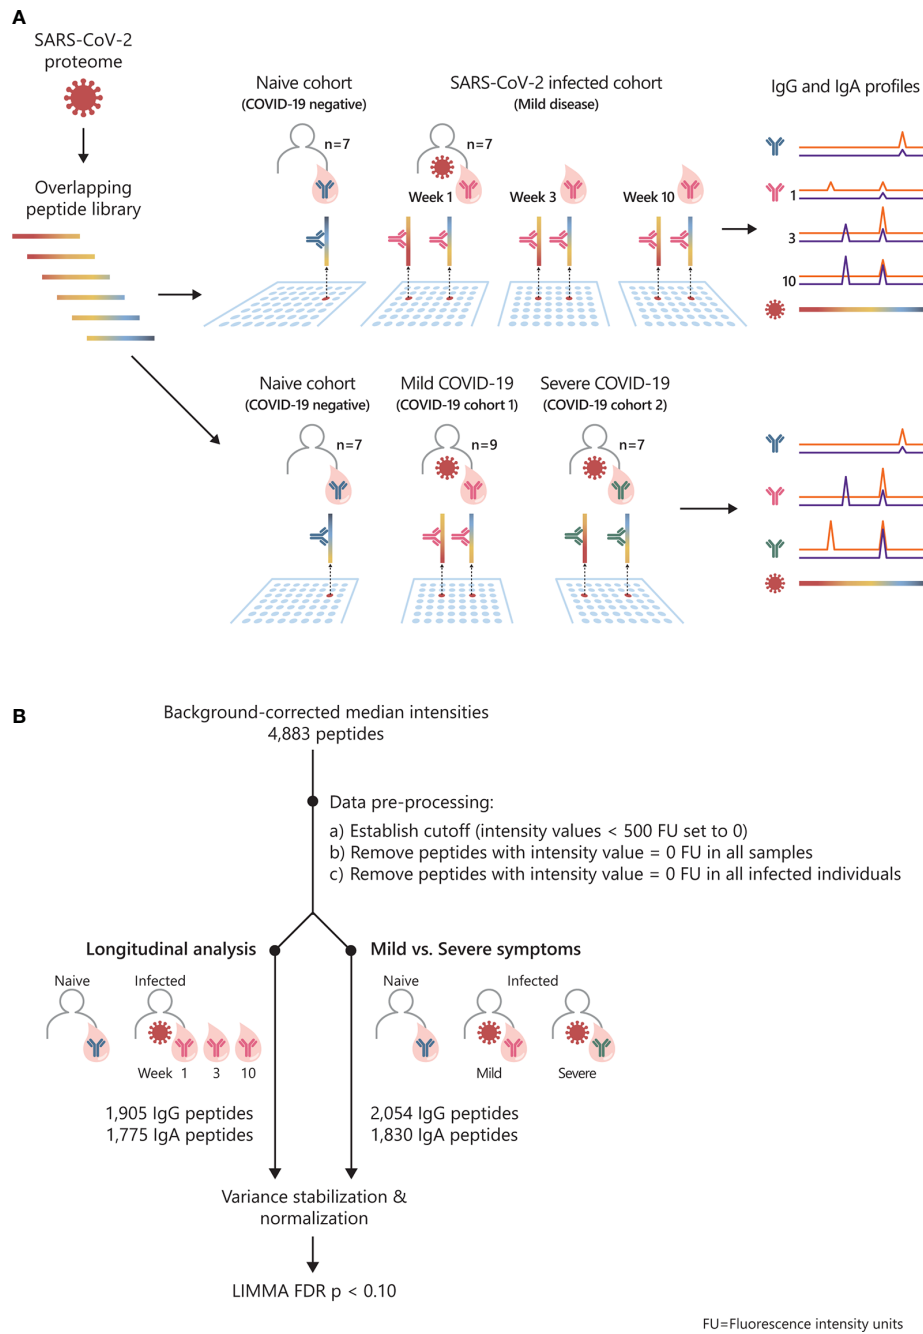 A
SARS-CoV-2
proteome
Overlapping
peptide library
Naive cohort
(COVID-19 negative)
n=7
SARS-CoV-2 infected cohort
(Mild disease)
n=7
Week 1
Week 3
Week 10
IgG and IgA profiles
1
3
10
Naive cohort
(COVID-19 negative)
n=7
Mild COVID-19
(COVID-19 cohort 1)
n=9
Severe COVID-19
(COVID-19 cohort 2)
n=7
B
Background-corrected median intensities
4,883 peptides
Data pre-processing:
a) Establish cutoff (intensity values < 500 FU set to 0)
b) Remove peptides with intensity value = 0 FU in all samples
c) Remove peptides with intensity value = 0 FU in all infected individuals
Longitudinal analysis
Naive
Infected
Week 1 3 10
1,905 IgG peptides
1,775 IgA peptides
Mild vs. Severe symptoms
Naive
Infected
Mild
Severe
2,054 IgG peptides
1,830 IgA peptides
Variance stabilization &
normalization
LIMMA FDR p < 0.10
FU=Fluorescence intensity units